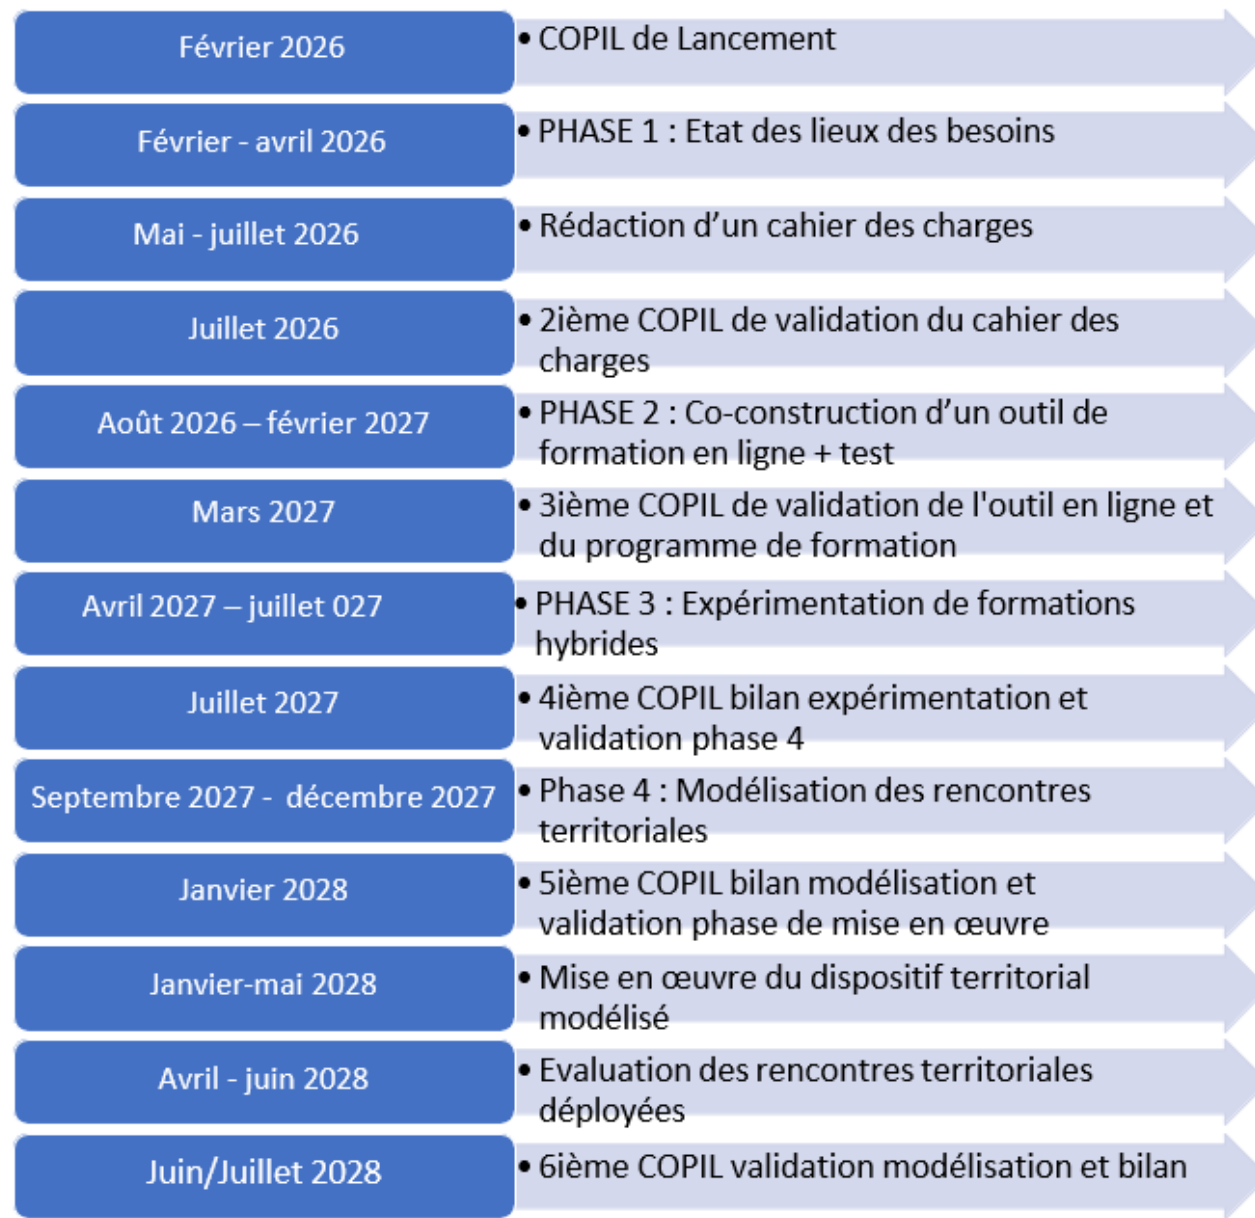 Février 2026
• COPIL de Lancement
Février - avril 2026
• PHASE 1 : Etat des lieux des besoins
Mai - juillet 2026
• Rédaction d’un cahier des charges
Juillet 2026
• 2ième COPIL de validation du cahier des
charges
Août 2026 – février 2027
• PHASE 2 : Co-construction d’un outil de
formation en ligne + test
Mars 2027
• 3ième COPIL de validation de l'outil en ligne et
du programme de formation
Avril 2027 – juillet 027
• PHASE 3 : Expérimentation de formations
hybrides
Juillet 2027
• 4ième COPIL bilan expérimentation et
validation phase 4
Septembre 2027 - décembre 2027
• Phase 4 : Modélisation des rencontres
territoriales
Janvier 2028
• 5ième COPIL bilan modélisation et
validation phase de mise en œuvre
Janvier-mai 2028
• Mise en œuvre du dispositif territorial
modélisé
Avril - juin 2028
• Evaluation des rencontres territoriales
déployées
Juin/Juillet 2028
• 6ième COPIL validation modélisation et bilan